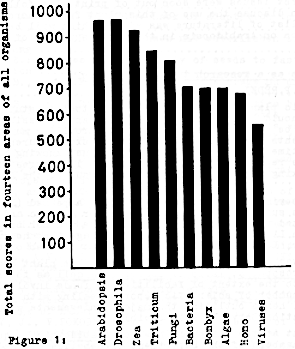 Total scores in fourteen areas of all organisms
1000
900
800
700
600
500
400
300
200
100
Arabidopsis
Drosophila
Zea
Triticum
Fungi
Bacteria
Bombyx
Algae
Homo
Viruses
Figure 1: